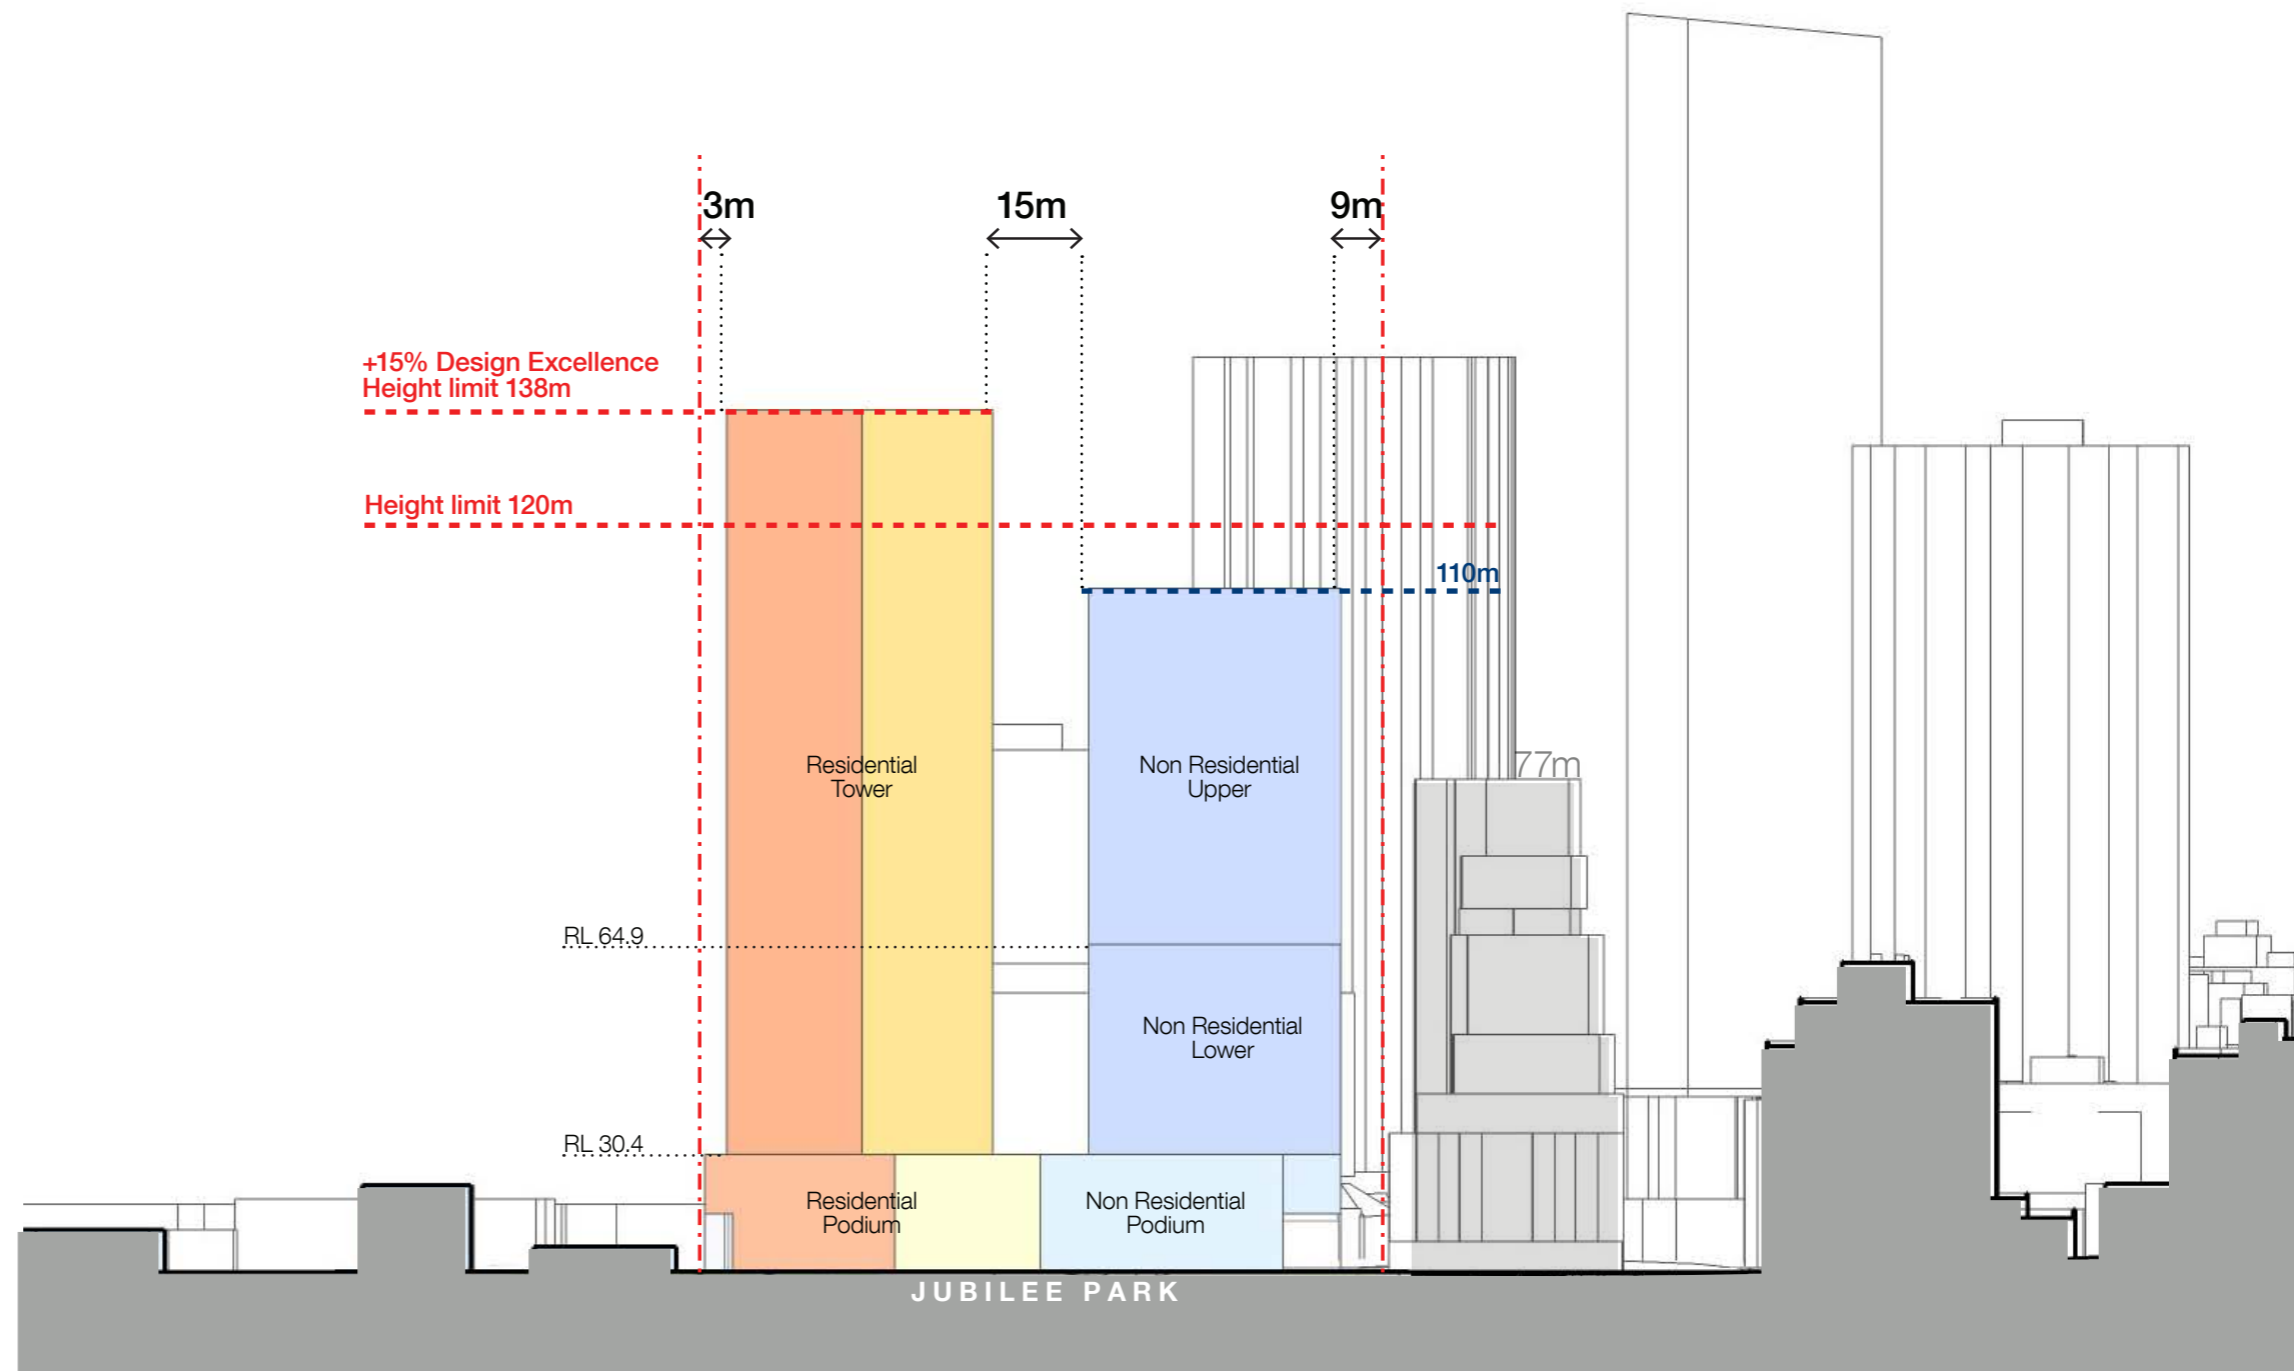 3m
15m
9m
+15% Design Excellence
Height limit 138m
Height limit 120m
110m
Residential
Tower
Non Residential
Upper
77m
RL 64.9
Non Residential
Lower
RL 30.4
Residential
Podium
Non Residential
Podium
JUBILEE PARK